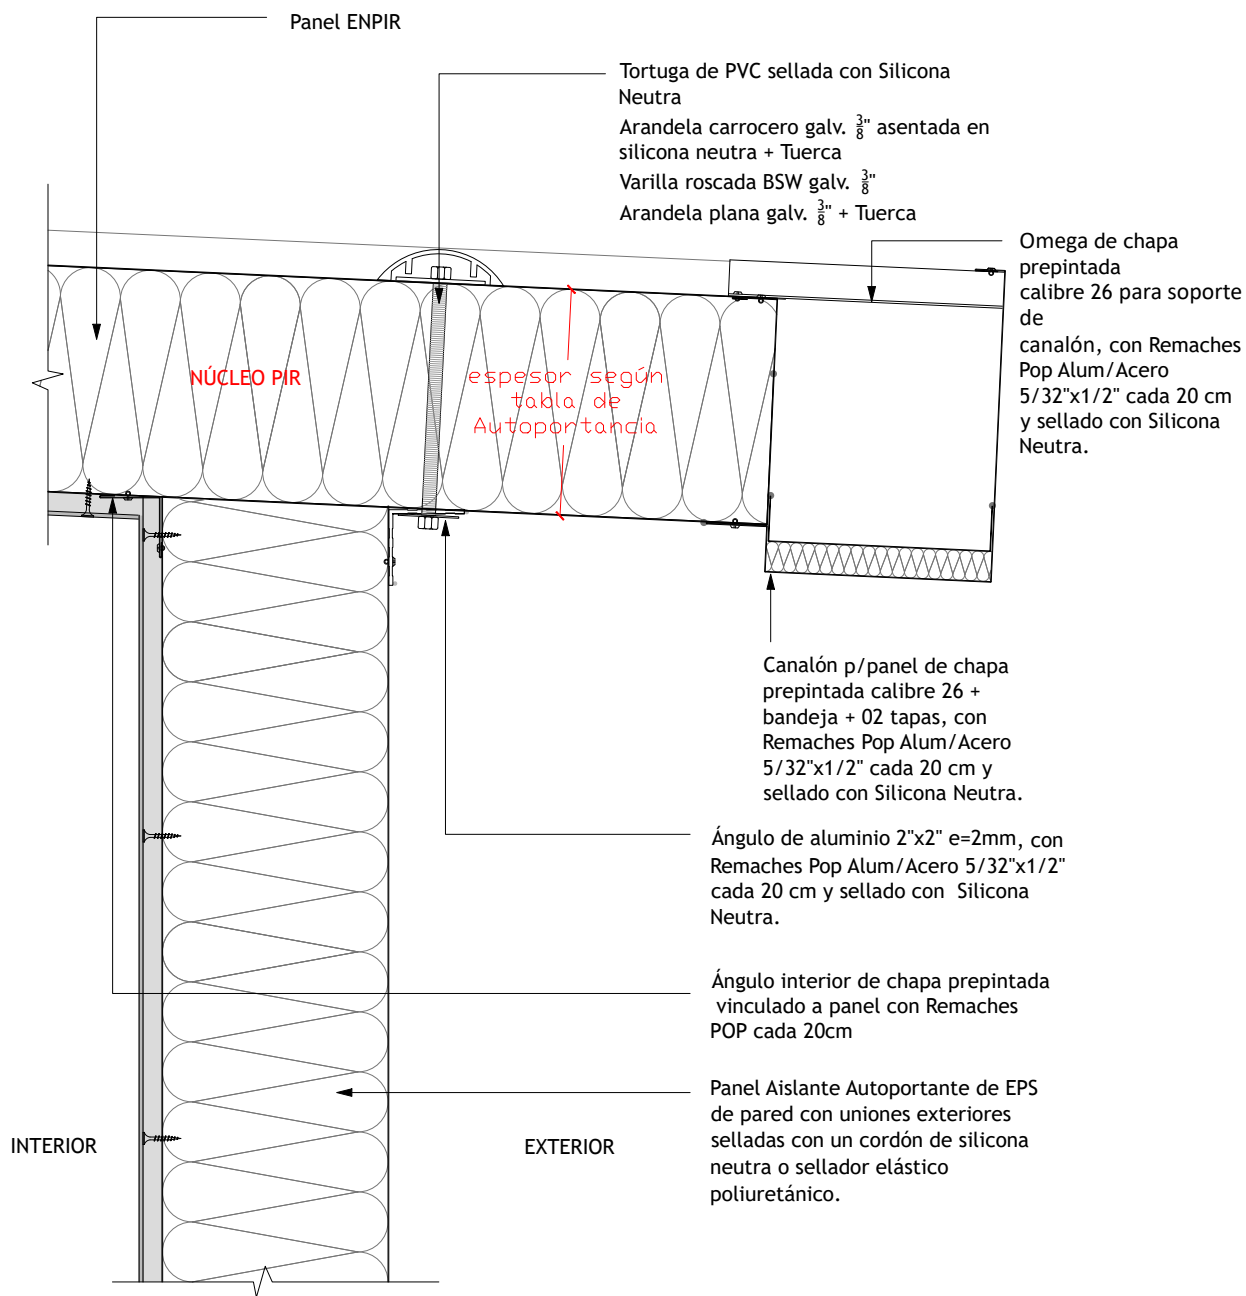 Panel ENPIR
Tortuga de PVC sellada con Silicona
Neutra
Arandela carrocero galv. 3/8" asentada en
silicona neutra + Tuerca
Varilla roscada BSW galv. 3/8"
Arandela plana galv. 3/8" + Tuerca
Omega de chapa
prepintada
calibre 26 para soporte
de
canalón, con Remaches
Pop Alum/Acero
5/32"x1/2" cada 20 cm
y sellado con Silicona
Neutra.
NÚCLEO PIR
espesor según
tabla de
Autoportancia
Canalón p/panel de chapa
prepintada calibre 26 +
bandeja + 02 tapas, con
Remaches Pop Alum/Acero
5/32"x1/2" cada 20 cm y
sellado con Silicona Neutra.
Ángulo de aluminio 2"x2" e=2mm, con
Remaches Pop Alum/Acero 5/32"x1/2"
cada 20 cm y sellado con Silicona
Neutra.
Ángulo interior de chapa prepintada
vinculado a panel con Remaches
POP cada 20cm
Panel Aislante Autoportante de EPS
de pared con uniones exteriores
selladas con un cordón de silicona
neutra o sellador elástico
poliuretánico.
INTERIOR
EXTERIOR